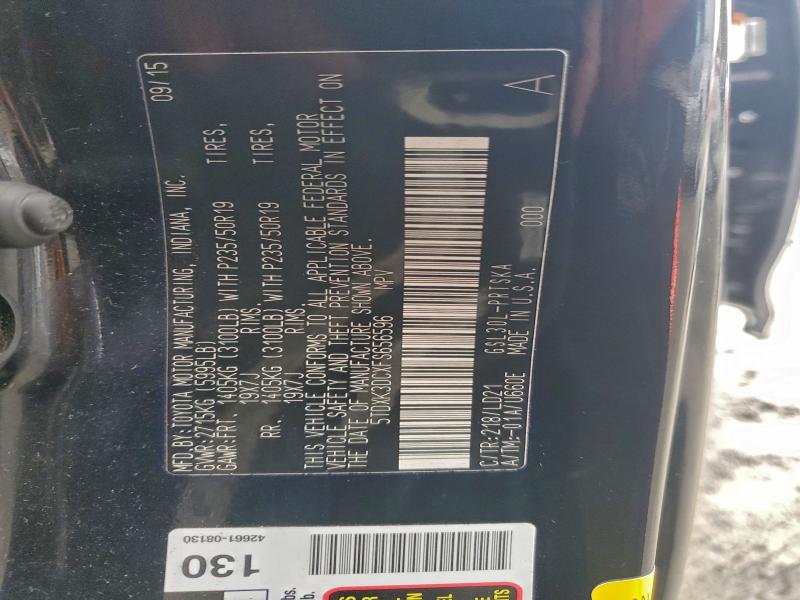 MFD.BY:TOYOTA MOTOR MANUFACTURING, INDIANA, INC. 09/15
GVWR:2715KG (5995LB)
GAWR:FRT. 1405KG (3100LB) WITH P235/50R19 TIRES,
19X7J RIMS.
RR. 1405KG (3100LB) WITH P235/50R19 TIRES,
19X7J RIMS.
THIS VEHICLE CONFORMS TO ALL APPLICABLE FEDERAL MOTOR
VEHICLE SAFETY AND THEFT PREVENTION STANDARDS IN EFFECT ON
THE DATE OF MANUFACTURE SHOWN ABOVE.
5TDXK3DCXFS656596 MPV
C/TR:218/LD21 GSL30L-PRTSKA
A/TM:-01A/U660E MADE IN U.S.A. 000 A
130
42661-08130